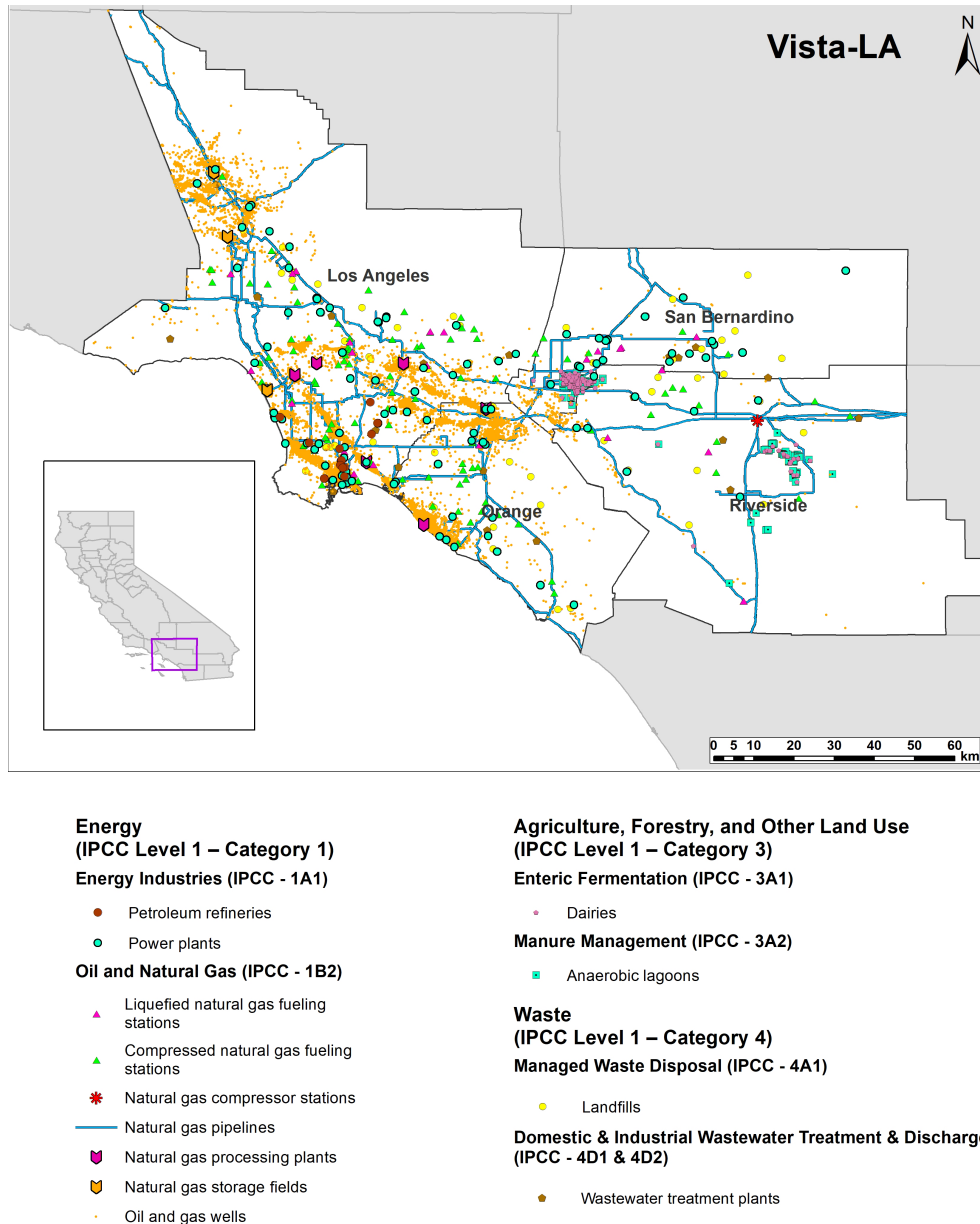 Vista-LA
N
Los Angeles
San Bernardino
Orange
Riverside
0 5 10 20 30 40 50 60
km
Energy
(IPCC Level 1 – Category 1)
Energy Industries (IPCC - 1A1)
Petroleum refineries
Power plants
Oil and Natural Gas (IPCC - 1B2)
Liquefied natural gas fueling
stations
Compressed natural gas fueling
stations
Natural gas compressor stations
Natural gas pipelines
Natural gas processing plants
Natural gas storage fields
Oil and gas wells
Agriculture, Forestry, and Other Land Use
(IPCC Level 1 – Category 3)
Enteric Fermentation (IPCC - 3A1)
Dairies
Manure Management (IPCC - 3A2)
Anaerobic lagoons
Waste
(IPCC Level 1 – Category 4)
Managed Waste Disposal (IPCC - 4A1)
Landfills
Domestic & Industrial Wastewater Treatment & Discharg
(IPCC - 4D1 & 4D2)
Wastewater treatment plants